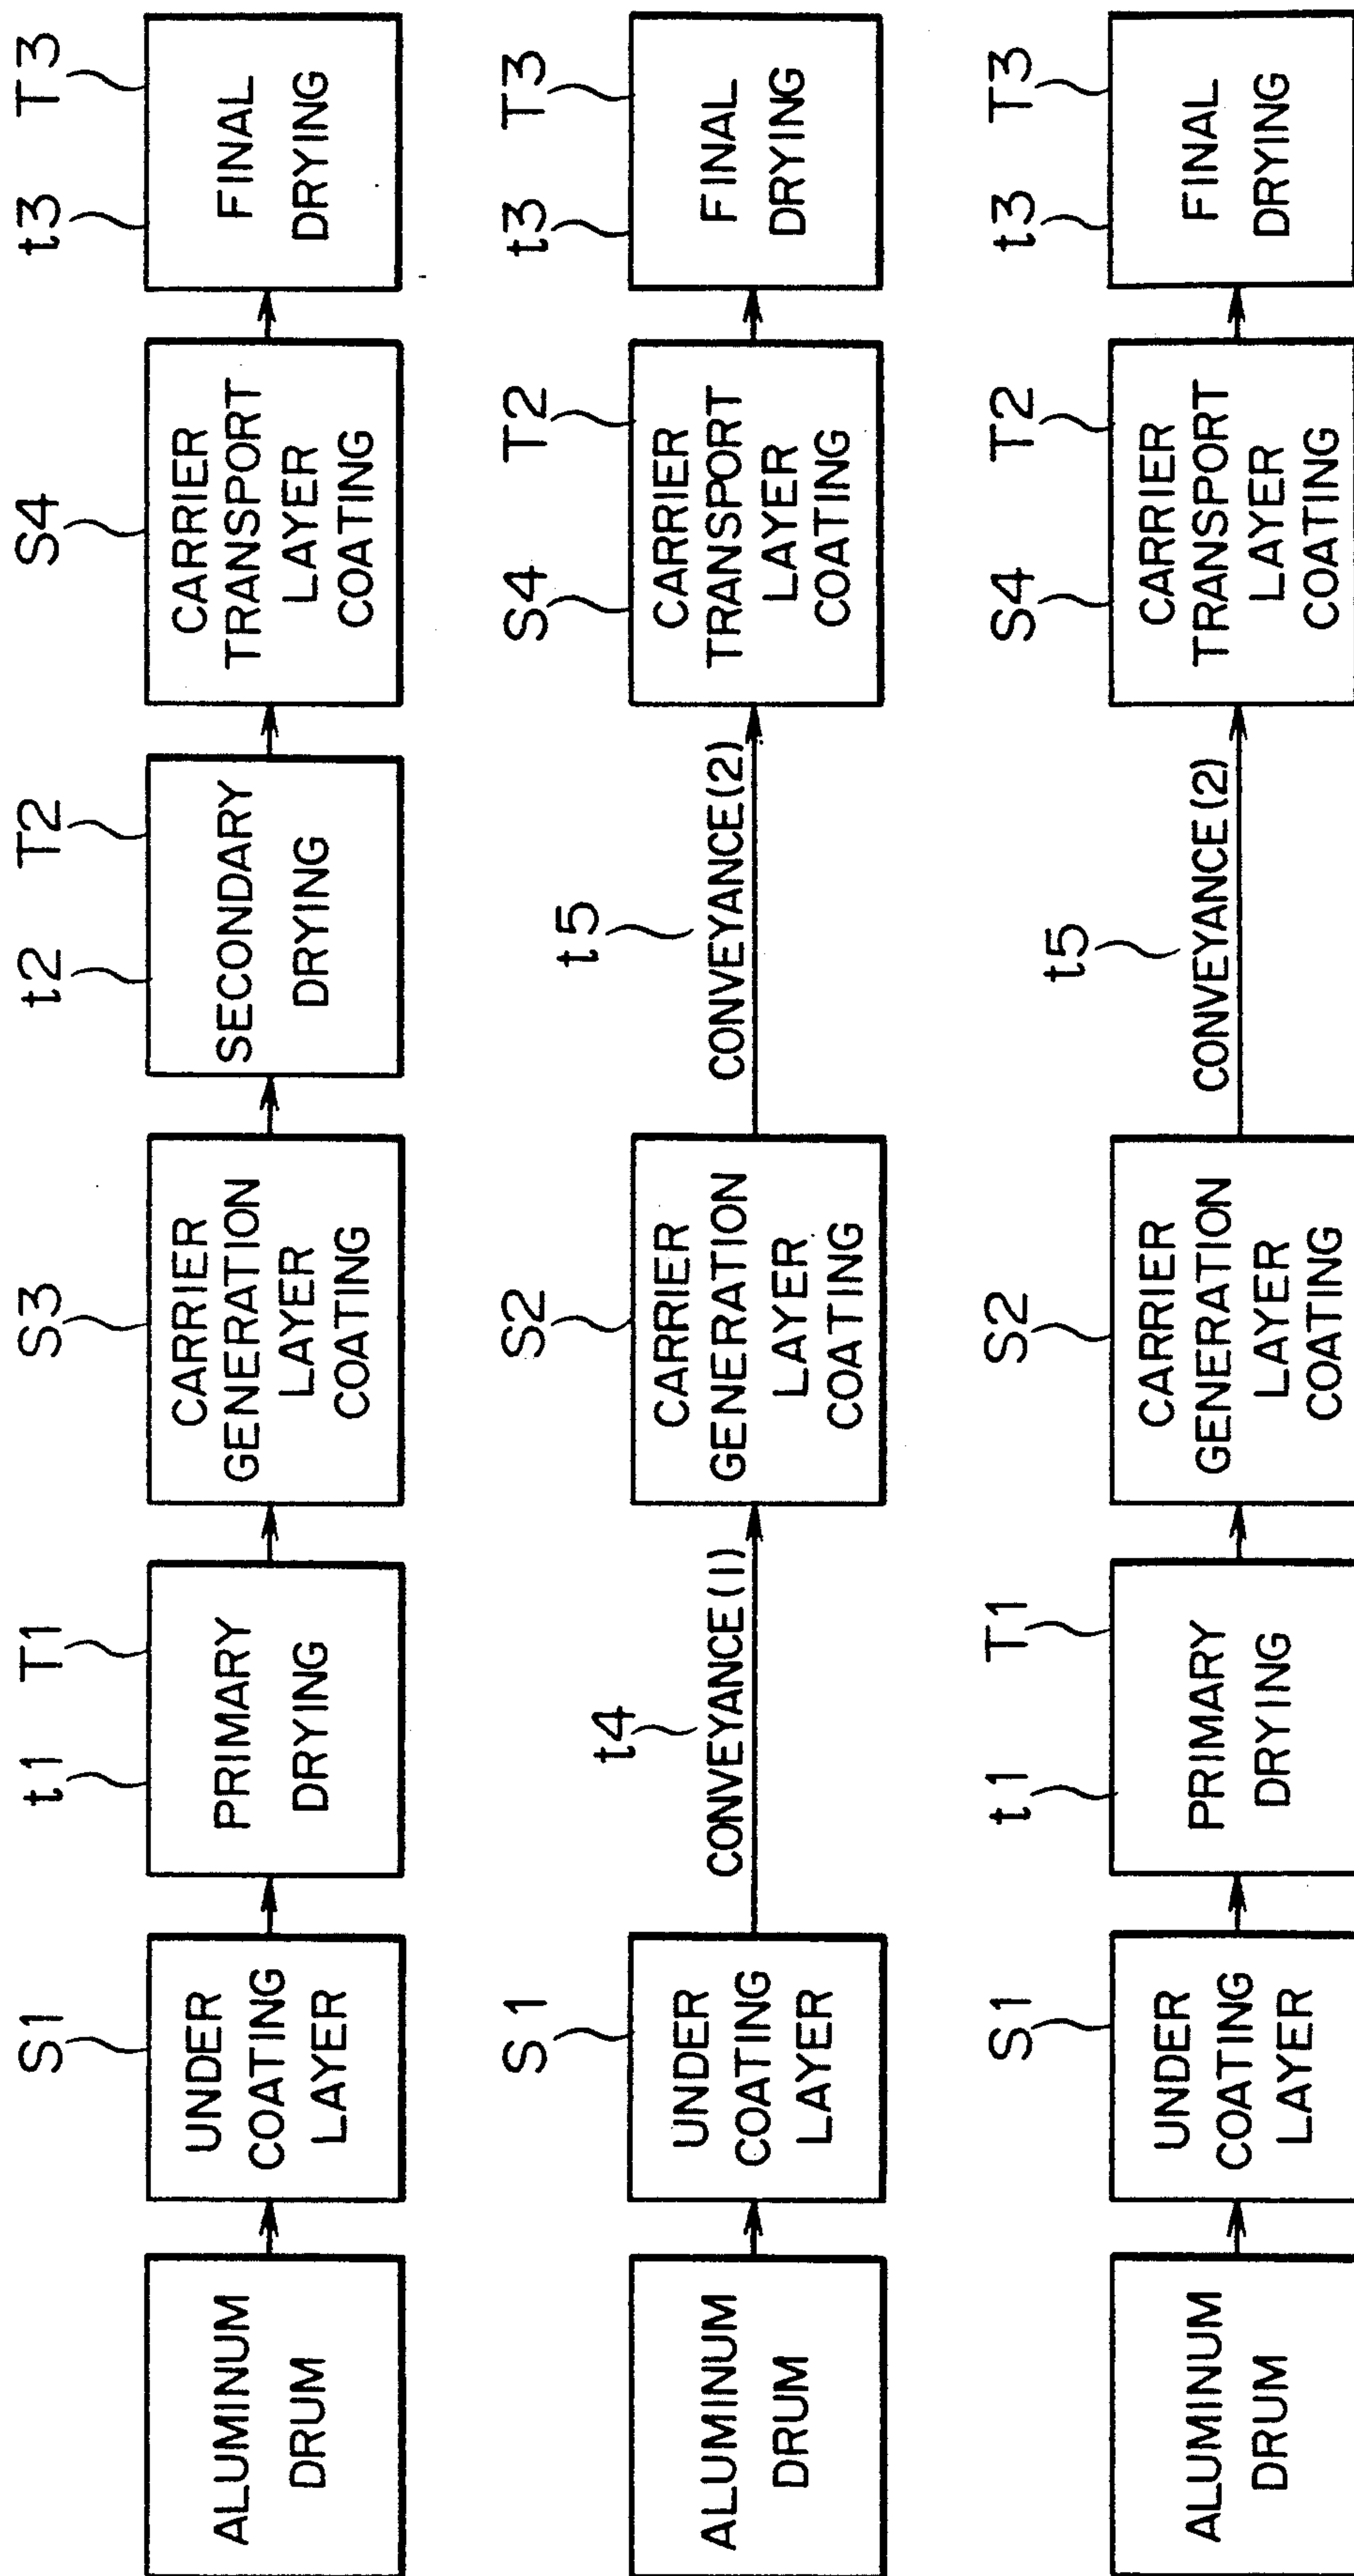 S1
t1
T1
S3
t2
T2
S4
t3
T3
ALUMINUM
DRUM
UNDER
COATING
LAYER
PRIMARY
DRYING
CARRIER
GENERATION
LAYER
COATING
SECONDARY
DRYING
CARRIER
TRANSPORT
LAYER
COATING
FINAL
DRYING
S1
t4
S2
t5
S4
T2
t3
T3
ALUMINUM
DRUM
UNDER
COATING
LAYER
CONVEYANCE(1)
CARRIER
GENERATION
LAYER
COATING
CONVEYANCE(2)
CARRIER
TRANSPORT
LAYER
COATING
FINAL
DRYING
S1
t1
T1
S2
t5
S4
T2
t3
T3
ALUMINUM
DRUM
UNDER
COATING
LAYER
PRIMARY
DRYING
CARRIER
GENERATION
LAYER
COATING
CONVEYANCE(2)
CARRIER
TRANSPORT
LAYER
COATING
FINAL
DRYING